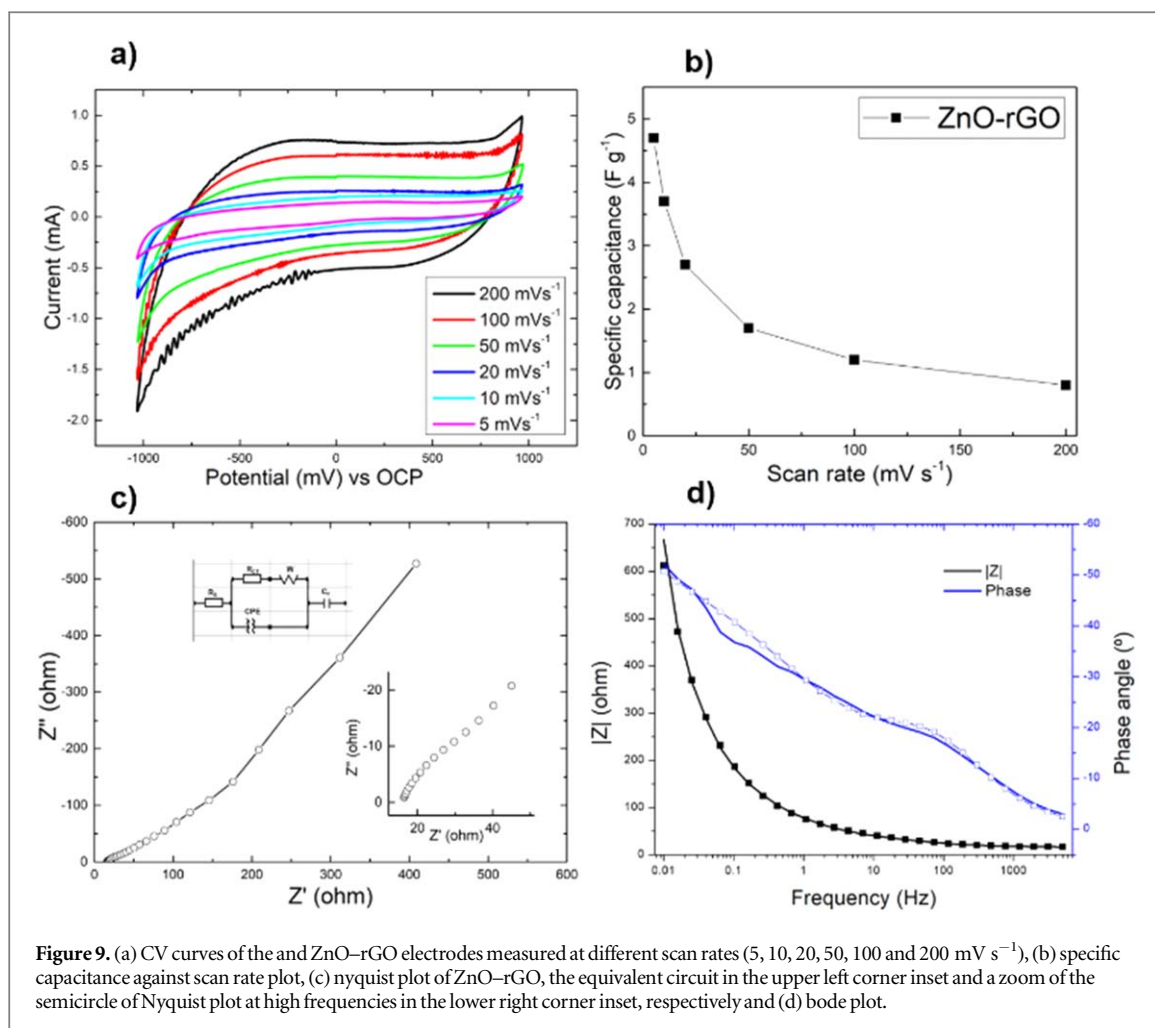 a)
1.0
0.5
0.0
-0.5
-1.0
-1.5
-2.0
Current (mA)
200 mVs-1
100 mVs-1
50 mVs-1
20 mVs-1
10 mVs-1
5 mVs-1
-1000 -500 0 500 1000
Potential (mV) vs OCP
b)
ZnO-rGO
5
4
3
2
1
0
Specific capacitance (F g-1)
0 50 100 150 200
Scan rate (mV s-1)
c)
-600
-500
-400
-300
-200
-100
0
Z'' (ohm)
CPE
W
-20
-10
0
Z'' (ohm)
20 40
Z' (ohm)
0 100 200 300 400 500 600
Z' (ohm)
d)
700
600
500
400
300
200
100
0
|Z| (ohm)
|Z|
Phase
-60
-50
-40
-30
-20
-10
0
Phase angle (º)
0.01 0.1 1 10 100 1000
Frequency (Hz)
Figure 9. (a) CV curves of the and ZnO–rGO electrodes measured at different scan rates (5, 10, 20, 50, 100 and 200 mV s−1), (b) specific
capacitance against scan rate plot, (c) nyquist plot of ZnO–rGO, the equivalent circuit in the upper left corner inset and a zoom of the
semicircle of Nyquist plot at high frequencies in the lower right corner inset, respectively and (d) bode plot.